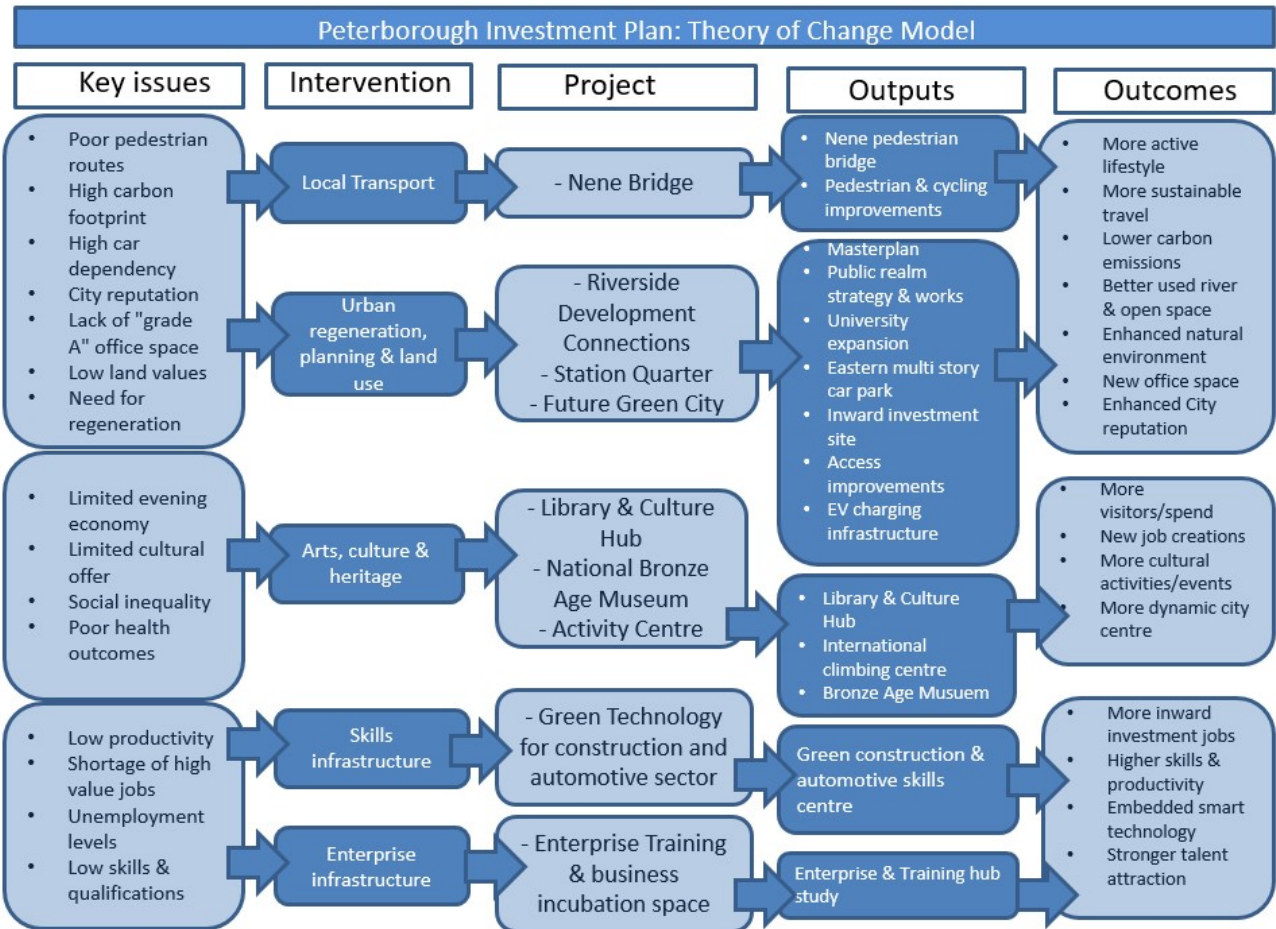 Peterborough Investment Plan: Theory of Change Model
Key issues
Intervention
Project
Outputs
Outcomes
• Poor pedestrian
routes
• High carbon
footprint
• High car
dependency
• City reputation
• Lack of "grade
A" office space
• Low land values
• Need for
regeneration
Local Transport
- Nene Bridge
• Nene pedestrian
bridge
• Pedestrian & cycling
improvements
• More active
lifestyle
• More sustainable
travel
• Lower carbon
emissions
• Better used river
& open space
• Enhanced natural
environment
• New office space
• Enhanced City
reputation
Urban
regeneration,
planning & land
use
- Riverside
Development
Connections
- Station Quarter
- Future Green City
• Masterplan
• Public realm
strategy & works
• University
expansion
• Eastern multi story
car park
• Inward investment
site
• Access
improvements
• EV charging
infrastructure
• Limited evening
economy
• Limited cultural
offer
• Social inequality
• Poor health
outcomes
Arts, culture &
heritage
- Library & Culture
Hub
- National Bronze
Age Museum
- Activity Centre
• Library & Culture
Hub
• International
climbing centre
• Bronze Age Musuem
• More
visitors/spend
• New job creations
• More cultural
activities/events
• More dynamic city
centre
• Low productivity
• Shortage of high
value jobs
• Unemployment
levels
• Low skills &
qualifications
Skills
infrastructure
- Green Technology
for construction and
automotive sector
Green construction &
automotive skills
centre
• More inward
investment jobs
• Higher skills &
productivity
• Embedded smart
technology
• Stronger talent
attraction
Enterprise
infrastructure
- Enterprise Training
& business
incubation space
Enterprise & Training hub
study